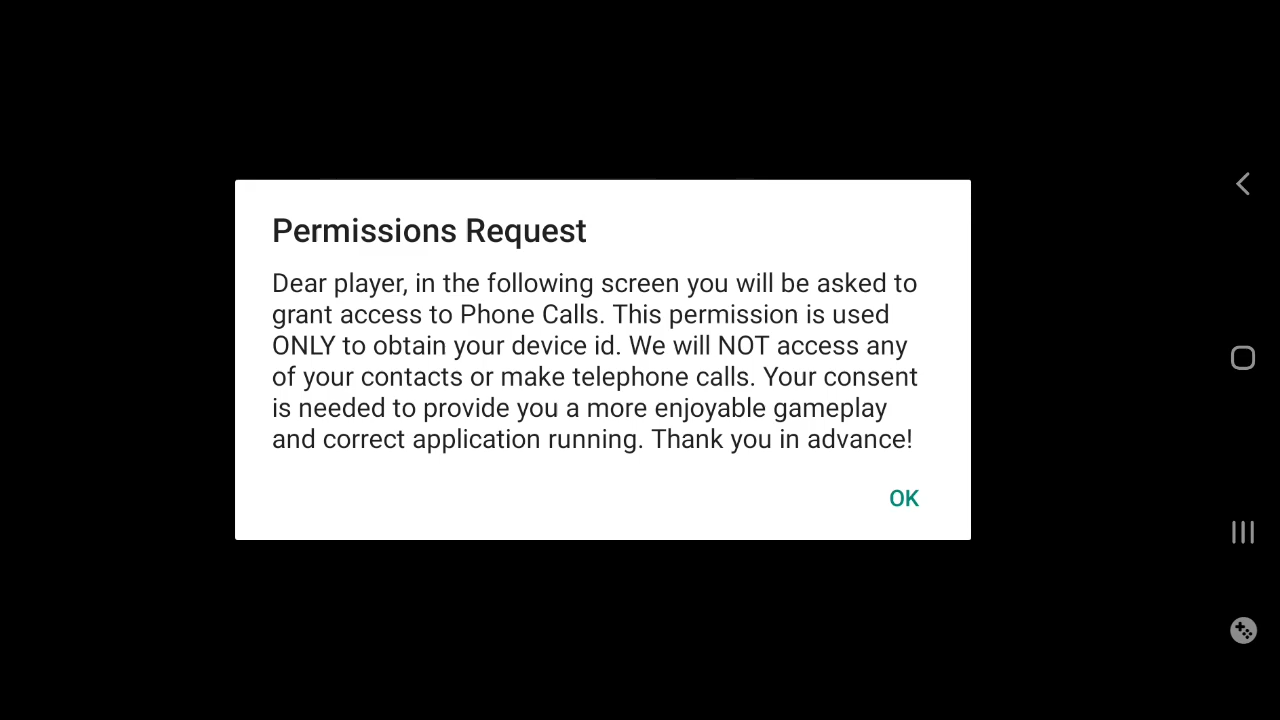 Permissions Request
Dear player, in the following screen you will be asked to
grant access to Phone Calls. This permission is used
ONLY to obtain your device id. We will NOT access any
of your contacts or make telephone calls. Your consent
is needed to provide you a more enjoyable gameplay
and correct application running. Thank you in advance!
OK